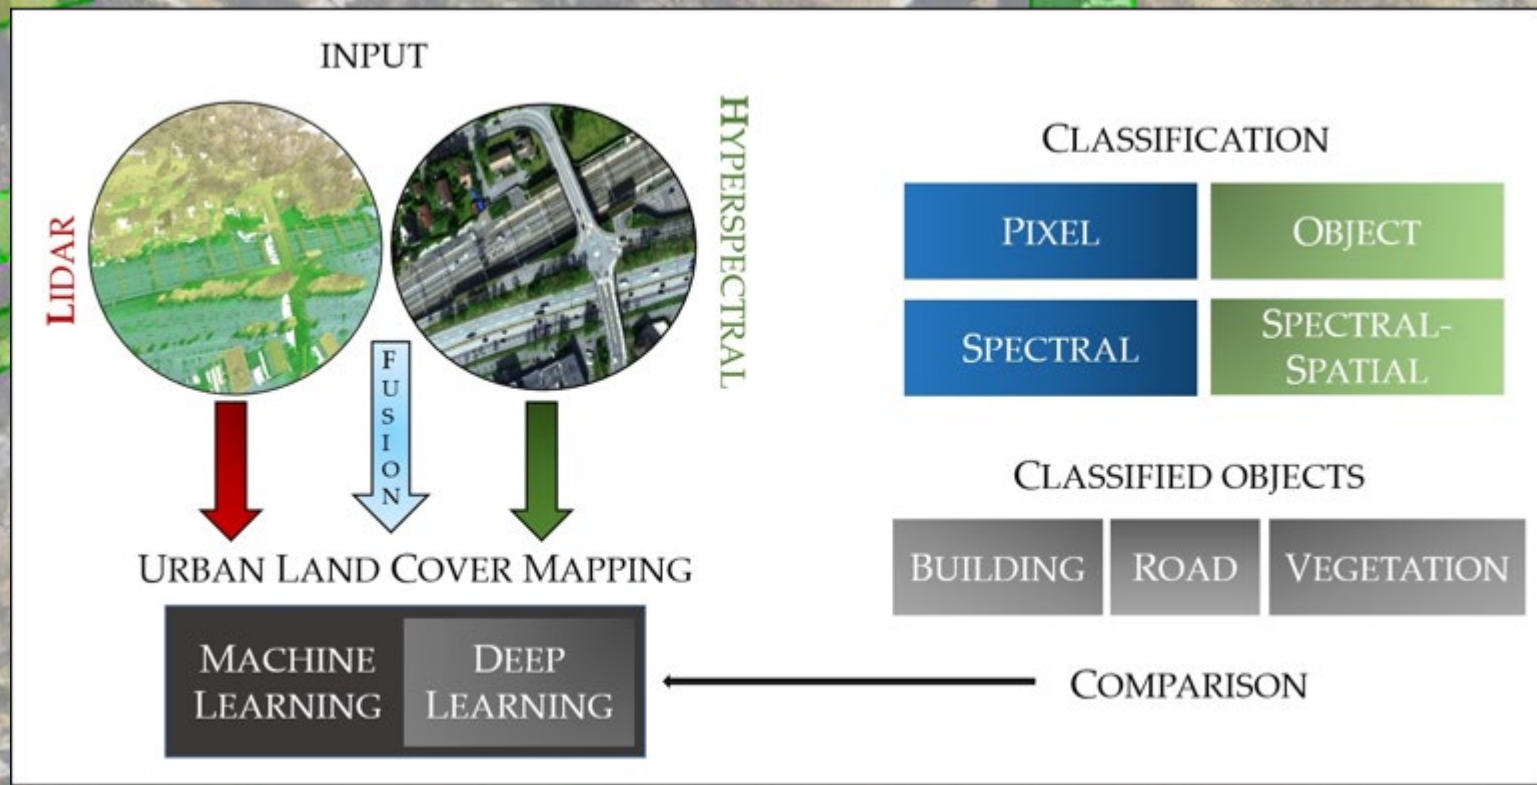 INPUT
LIDAR
HYPERSPECTRAL
FUSION
URBAN LAND COVER MAPPING
MACHINE
LEARNING
DEEP
LEARNING
CLASSIFICATION
PIXEL
OBJECT
SPECTRAL
SPECTRAL-
SPATIAL
CLASSIFIED OBJECTS
BUILDING
ROAD
VEGETATION
COMPARISON